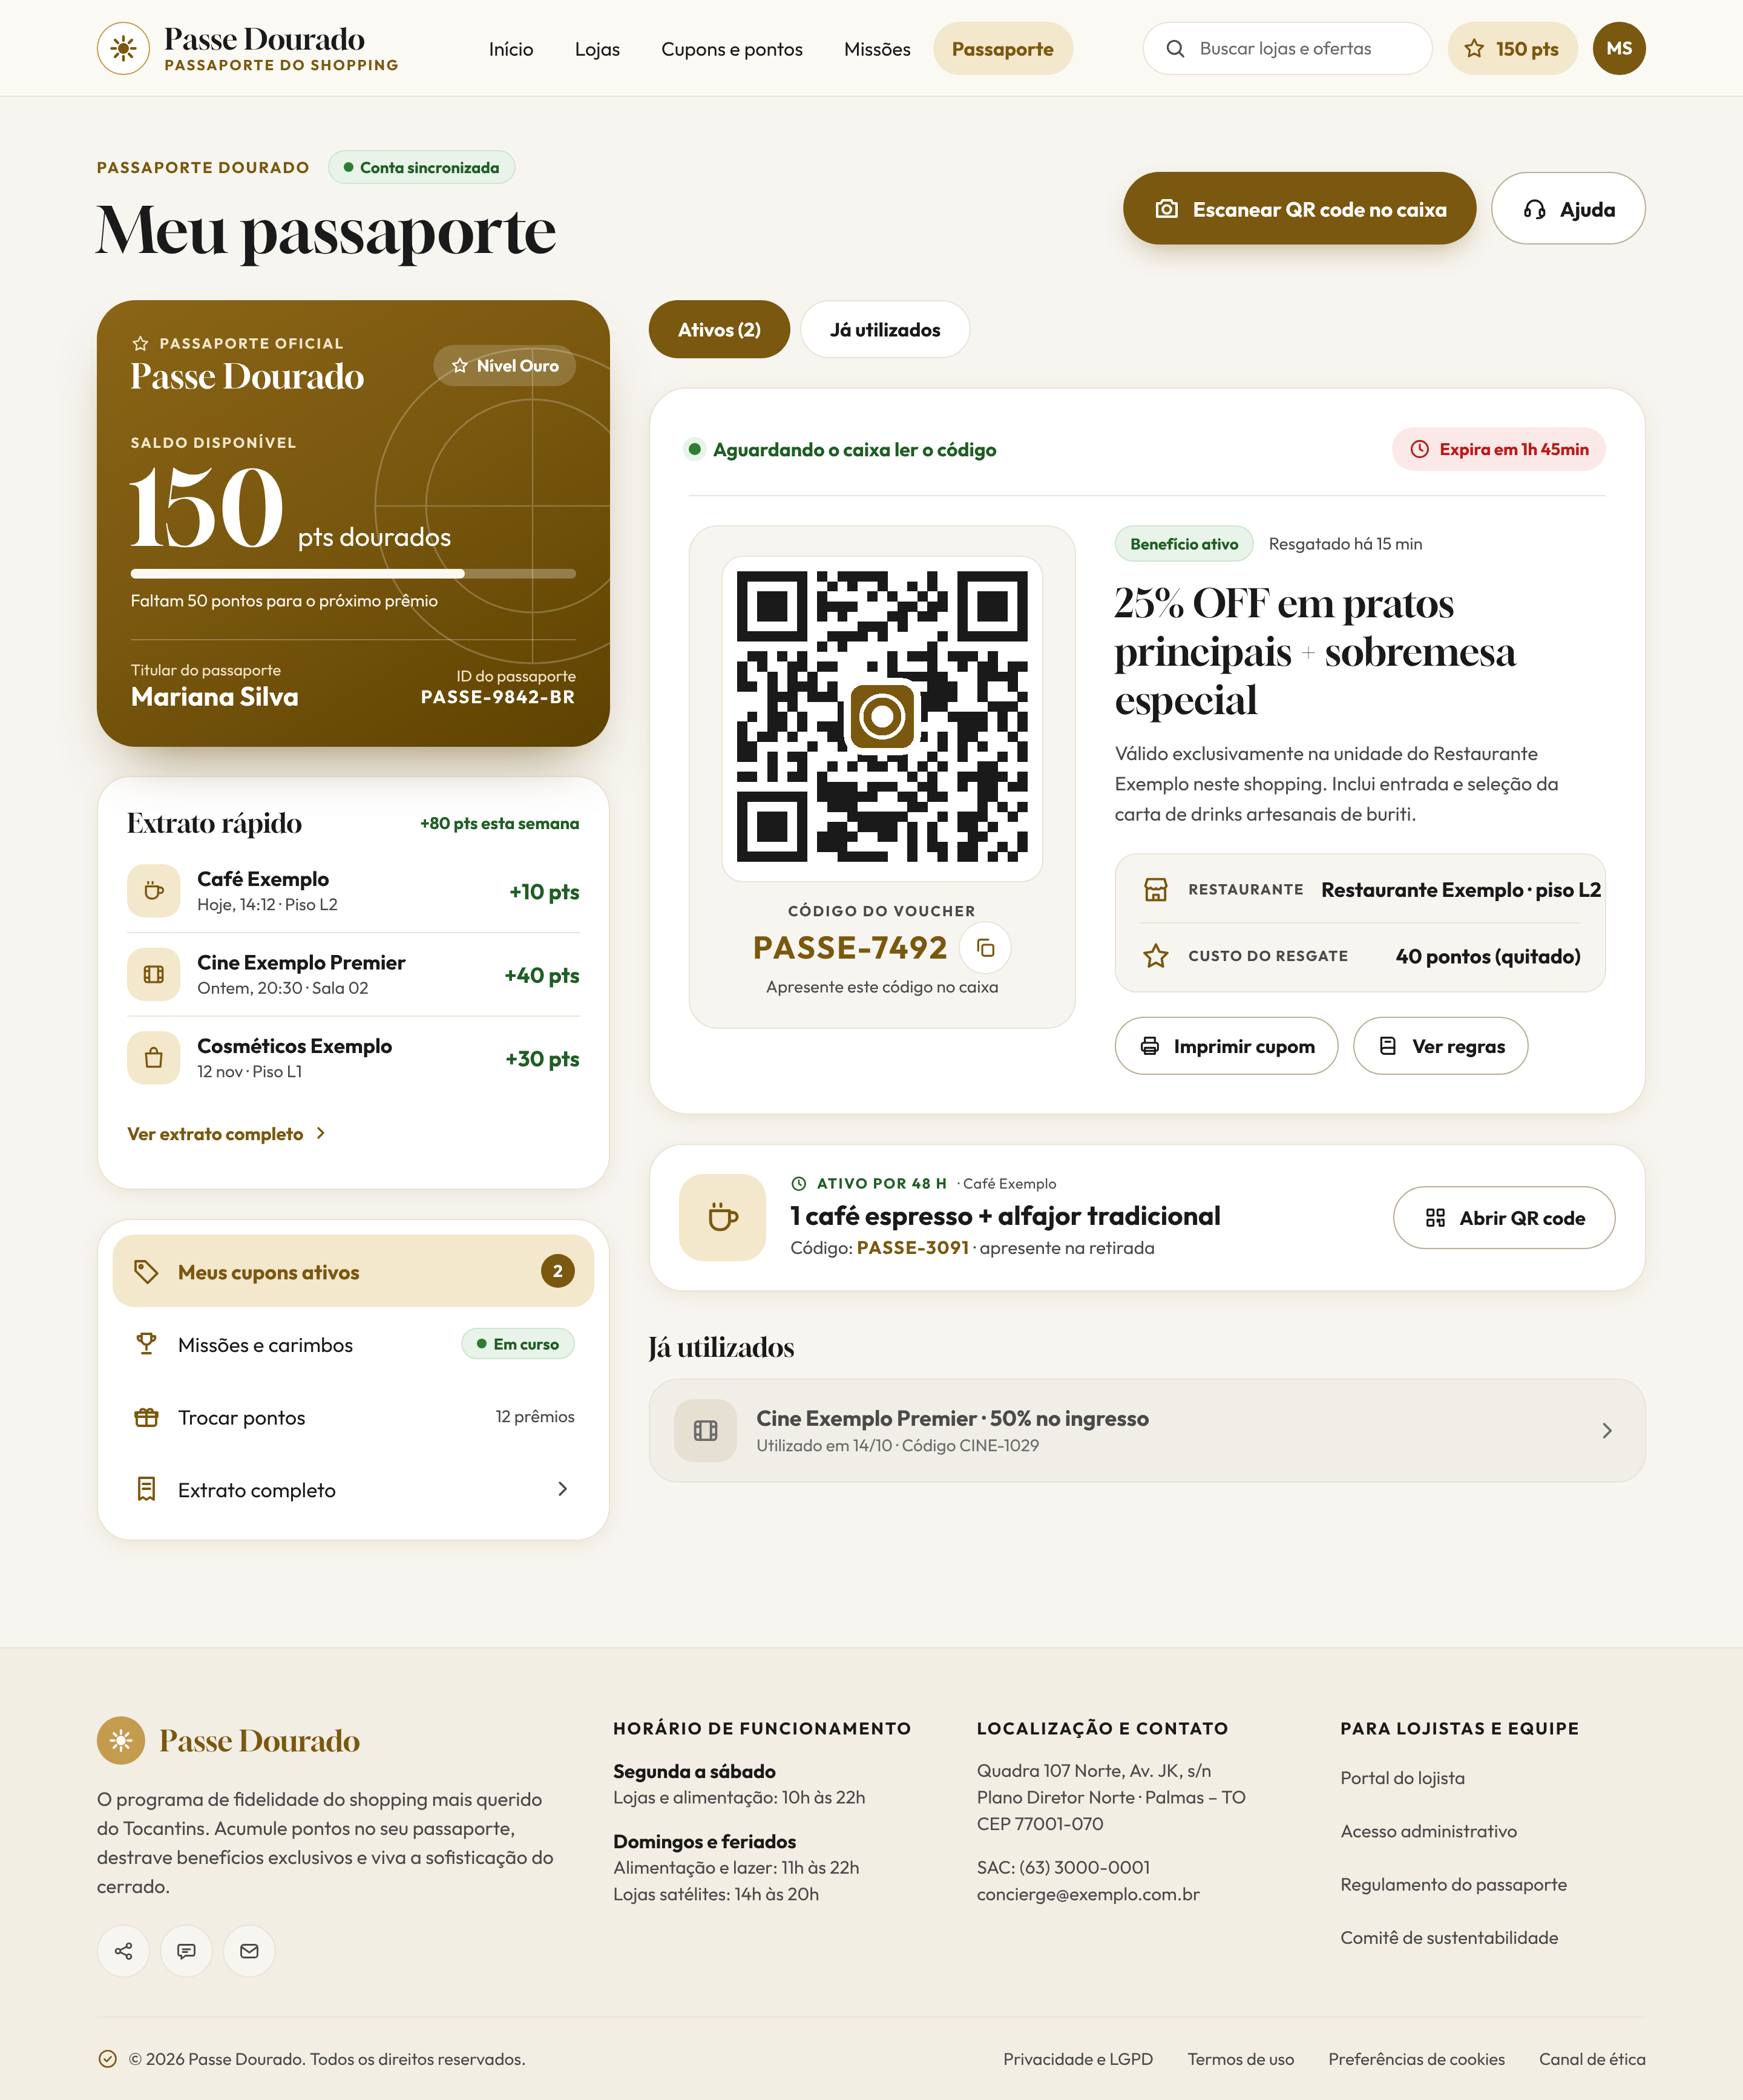 Passe Dourado
PASSAPORTE DO SHOPPING
Início
Lojas
Cupons e pontos
Missões
Passaporte
Buscar lojas e ofertas
150 pts
MS
PASSAPORTE DOURADO
Conta sincronizada
Meu passaporte
Escanear QR code no caixa
Ajuda
PASSAPORTE OFICIAL
Passe Dourado
Nível Ouro
SALDO DISPONÍVEL
150 pts dourados
Faltam 50 pontos para o próximo prêmio
Titular do passaporte
Mariana Silva
ID do passaporte
PASSE-9842-BR
Extrato rápido
+80 pts esta semana
Café Exemplo
Hoje, 14:12 · Piso L2
+10 pts
Cine Exemplo Premier
Ontem, 20:30 · Sala 02
+40 pts
Cosméticos Exemplo
12 nov · Piso L1
+30 pts
Ver extrato completo
Meus cupons ativos
2
Missões e carimbos
Em curso
Trocar pontos
12 prêmios
Extrato completo
Ativos (2)
Já utilizados
Aguardando o caixa ler o código
Expira em 1h 45min
CÓDIGO DO VOUCHER
PASSE-7492
Apresente este código no caixa
Benefício ativo
Resgatado há 15 min
25% OFF em pratos
principais + sobremesa
especial
Válido exclusivamente na unidade do Restaurante
Exemplo neste shopping. Inclui entrada e seleção da
carta de drinks artesanais de buriti.
RESTAURANTE
Restaurante Exemplo · piso L2
CUSTO DO RESGATE
40 pontos (quitado)
Imprimir cupom
Ver regras
ATIVO POR 48 H · Café Exemplo
1 café espresso + alfajor tradicional
Código: PASSE-3091 · apresente na retirada
Abrir QR code
Já utilizados
Cine Exemplo Premier · 50% no ingresso
Utilizado em 14/10 · Código CINE-1029
Passe Dourado
O programa de fidelidade do shopping mais querido
do Tocantins. Acumule pontos no seu passaporte,
destrave benefícios exclusivos e viva a sofisticação do
cerrado.
HORÁRIO DE FUNCIONAMENTO
Segunda a sábado
Lojas e alimentação: 10h às 22h
Domingos e feriados
Alimentação e lazer: 11h às 22h
Lojas satélites: 14h às 20h
LOCALIZAÇÃO E CONTATO
Quadra 107 Norte, Av. JK, s/n
Plano Diretor Norte · Palmas – TO
CEP 77001-070
SAC: (63) 3000-0001
concierge@exemplo.com.br
PARA LOJISTAS E EQUIPE
Portal do lojista
Acesso administrativo
Regulamento do passaporte
Comitê de sustentabilidade
© 2026 Passe Dourado. Todos os direitos reservados.
Privacidade e LGPD
Termos de uso
Preferências de cookies
Canal de ética